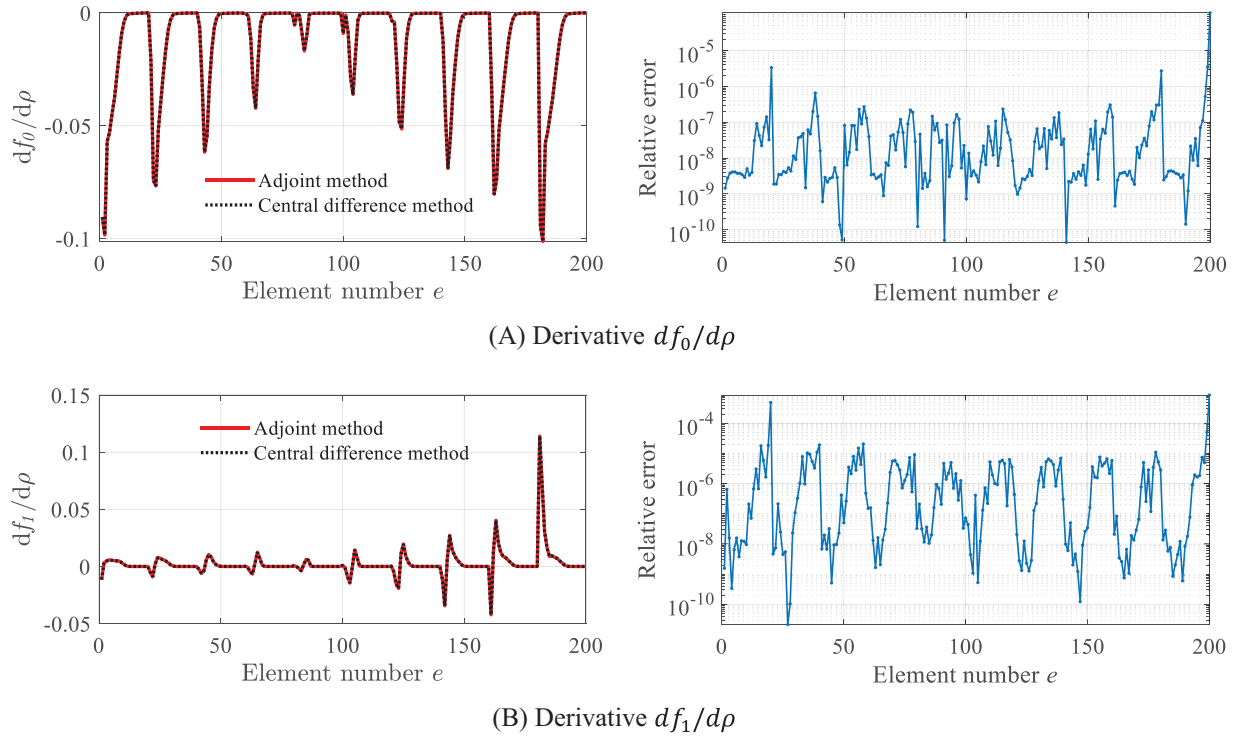 0
-0.05
-0.1
df₀/dρ
Adjoint method
Central difference method
0 50 100 150 200
Element number e
10⁻⁵
10⁻⁶
10⁻⁷
10⁻⁸
10⁻⁹
10⁻¹⁰
Relative error
0 50 100 150 200
Element number e
(A) Derivative df₀/dρ
0.15
0.1
0.05
0
-0.05
df₁/dρ
Adjoint method
Central difference method
0 50 100 150 200
Element number e
10⁻⁴
10⁻⁶
10⁻⁸
10⁻¹⁰
Relative error
0 50 100 150 200
Element number e
(B) Derivative df₁/dρ